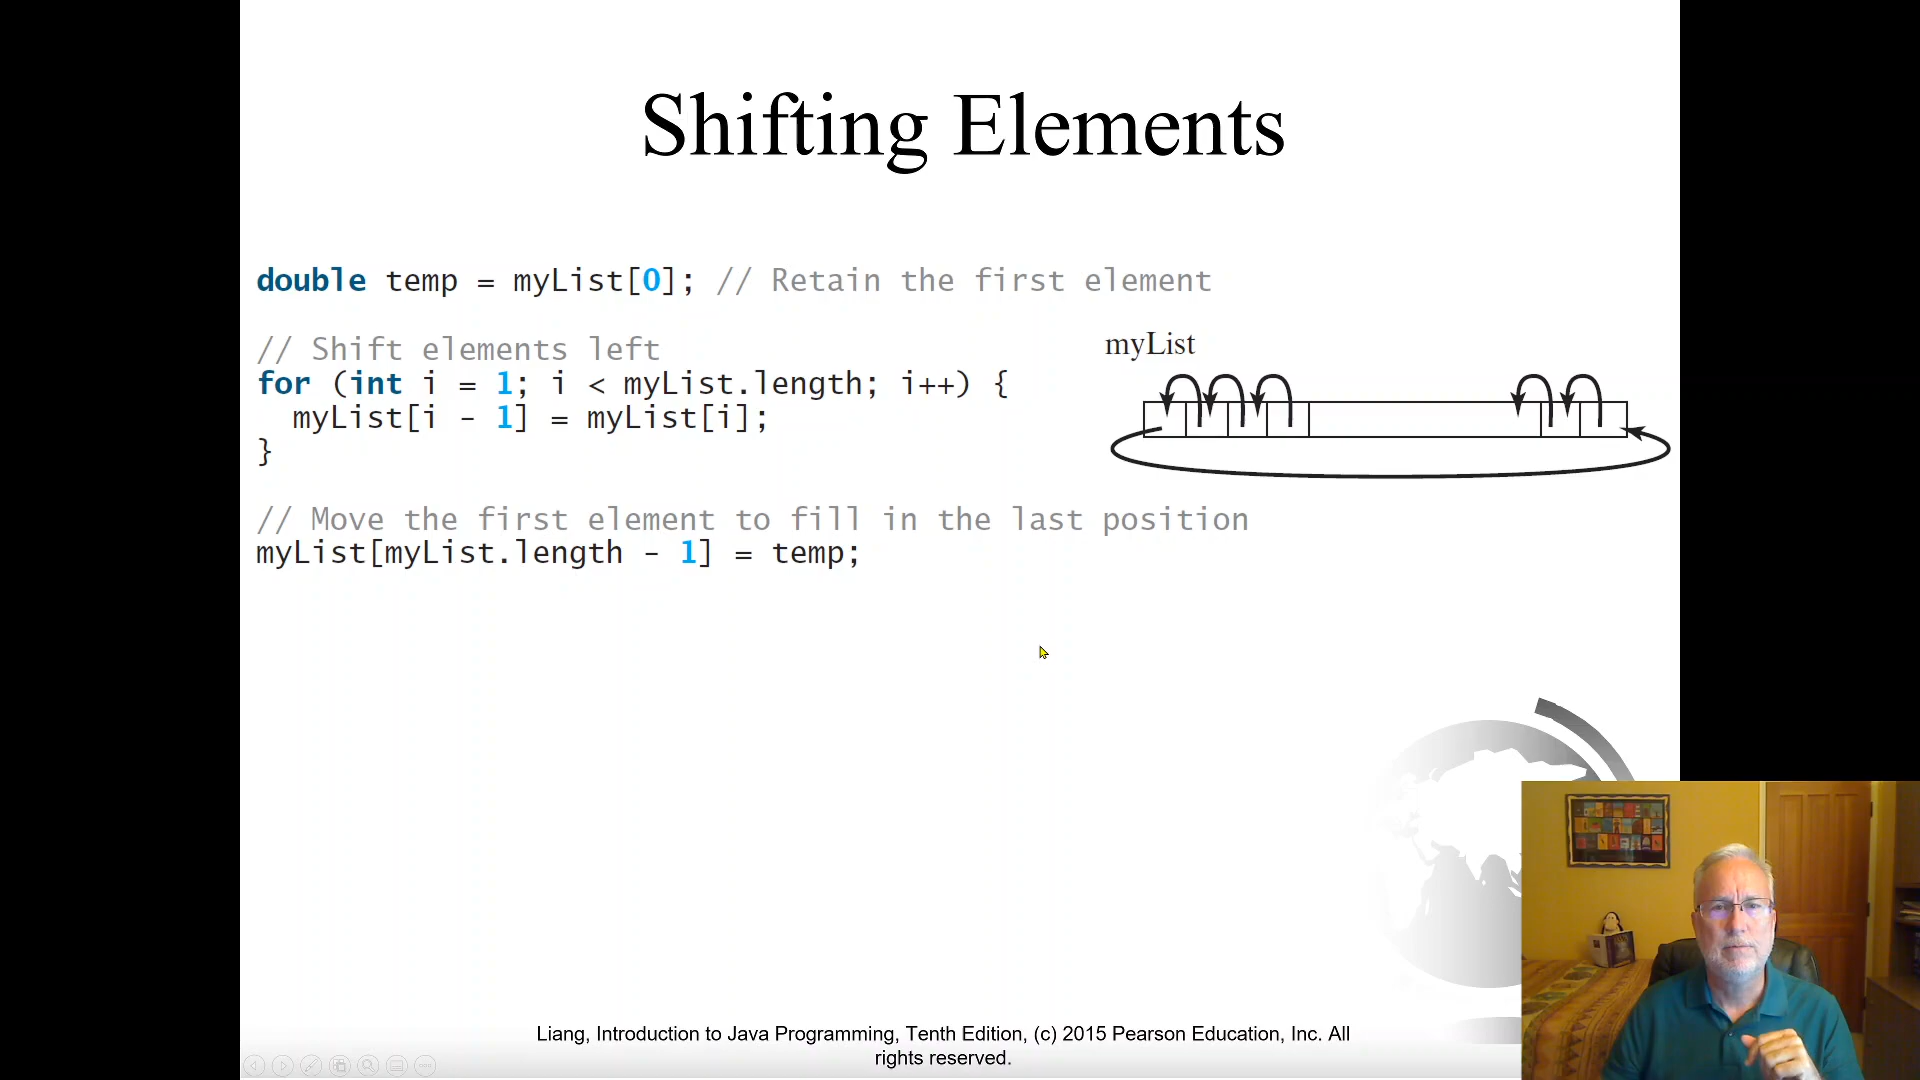 Shifting Elements
double temp = myList[0]; // Retain the first element
// Shift elements left
for (int i = 1; i < myList.length; i++) {
  myList[i - 1] = myList[i];
}
myList
// Move the first element to fill in the last position
myList[myList.length - 1] = temp;
Liang, Introduction to Java Programming, Tenth Edition, (c) 2015 Pearson Education, Inc. All
rights reserved.